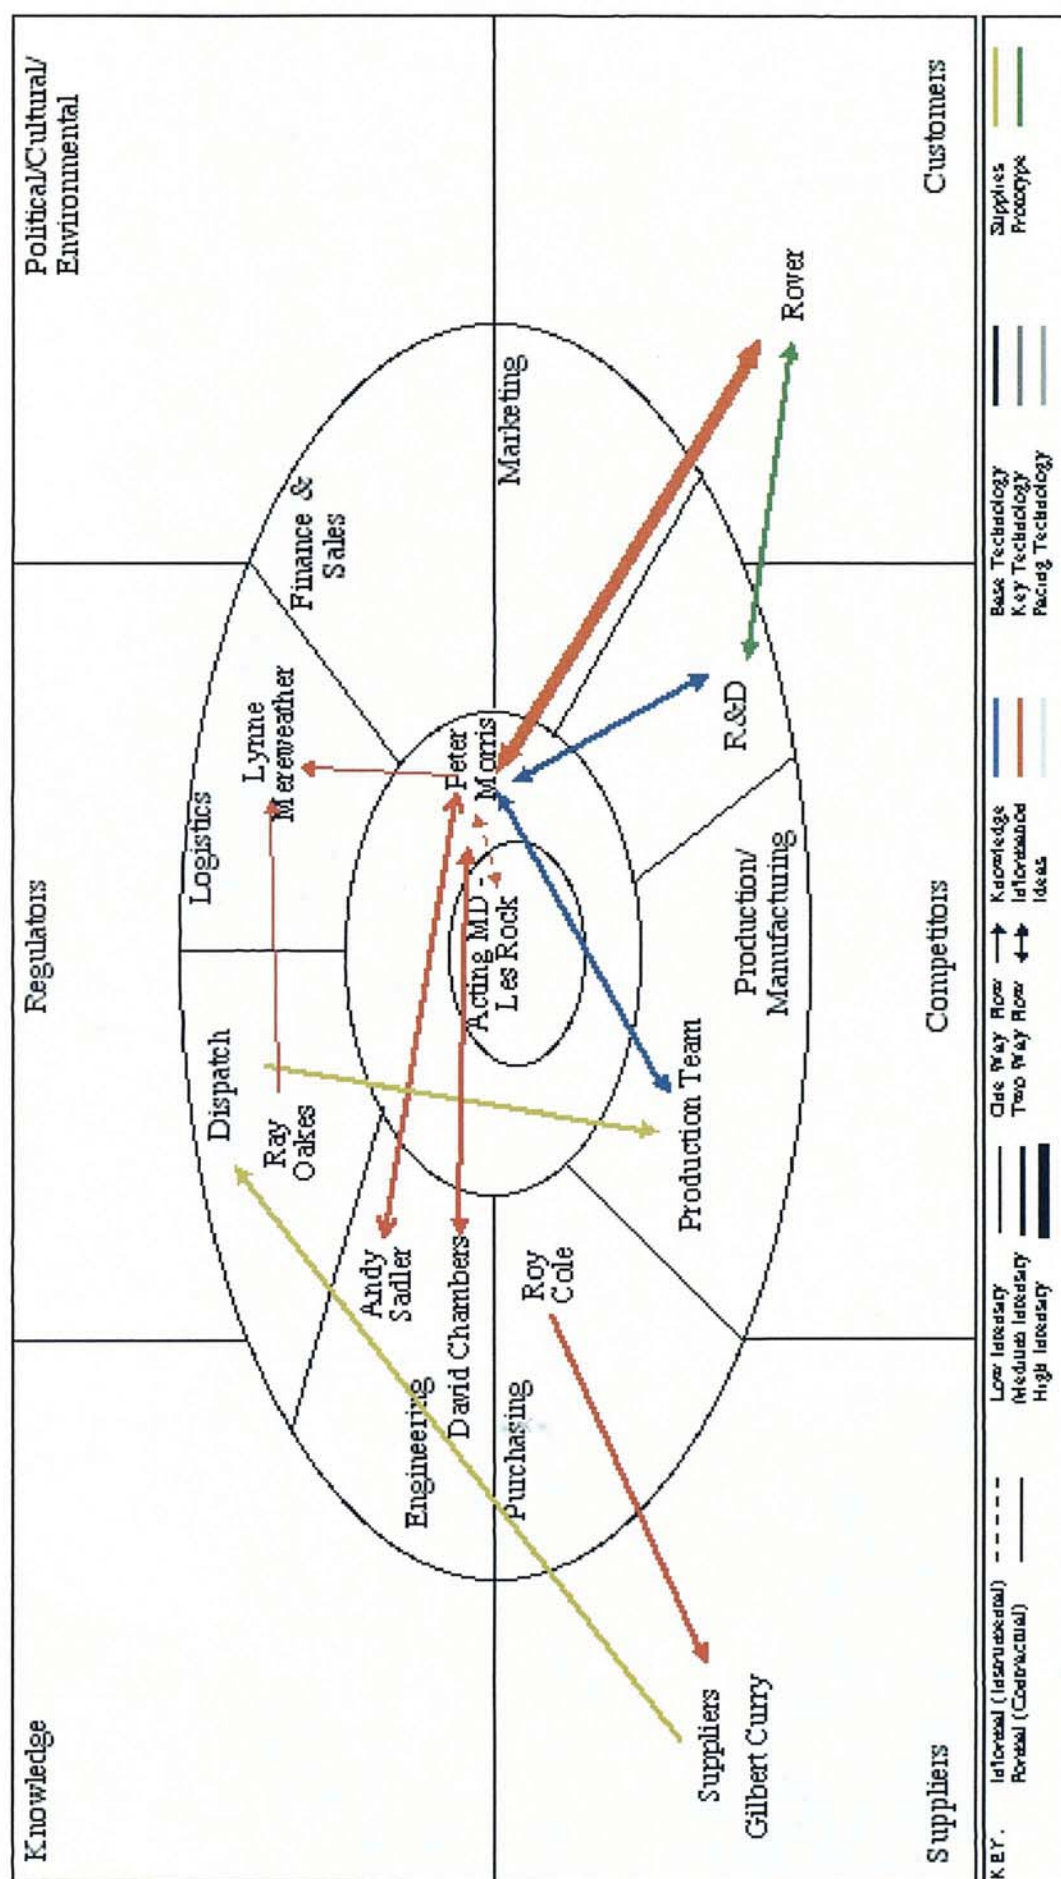 Knowledge
Regulators
Political/Cultural/
Environmental
Dispatch
Logistics
Ray
Oakes
Lynne
Mereweather
Finance &
Sales
Andy
Sadler
Engineering
David Chambers
Peter
Morris
Acting MD -
Les Rock
Purchasing
Marketing
Roy
Cole
Production Team
Production/
Manufacturing
R&D
Suppliers
Gilbert Curry
Rover
Suppliers
Competitors
Customers
KEY.
Informal (Instrumental)
Formal (Contractual)
Low Intensity
Medium Intensity
High Intensity
One Way Flow
Two Way Flow
Knowledge
Information
Ideas
Base Technology
Key Technology
Pacing Technology
Supplies
Prototype